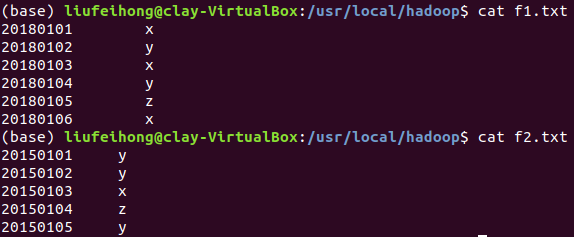 (base) liufeihong@clay-VirtualBox:/usr/local/hadoop$ cat f1.txt
20180101 x
20180102 y
20180103 x
20180104 y
20180105 z
20180106 x
(base) liufeihong@clay-VirtualBox:/usr/local/hadoop$ cat f2.txt
20150101 y
20150102 y
20150103 x
20150104 z
20150105 y